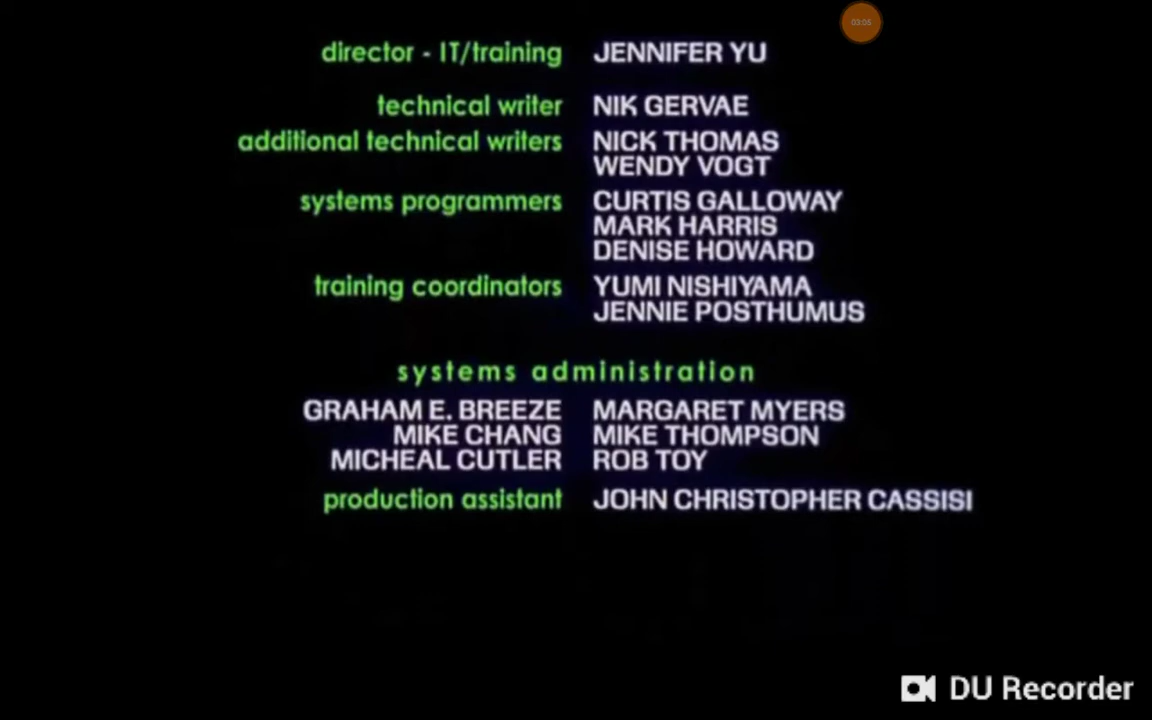 03:05
director - IT/training JENNIFER YU
technical writer NIK GERVAE
additional technical writers NICK THOMAS
WENDY VOGT
systems programmers CURTIS GALLOWAY
MARK HARRIS
DENISE HOWARD
training coordinators YUMI NISHIYAMA
JENNIE POSTHUMUS
systems administration
GRAHAM E. BREEZE MARGARET MYERS
MIKE CHANG MIKE THOMPSON
MICHEAL CUTLER ROB TOY
production assistant JOHN CHRISTOPHER CASSISI
DU Recorder